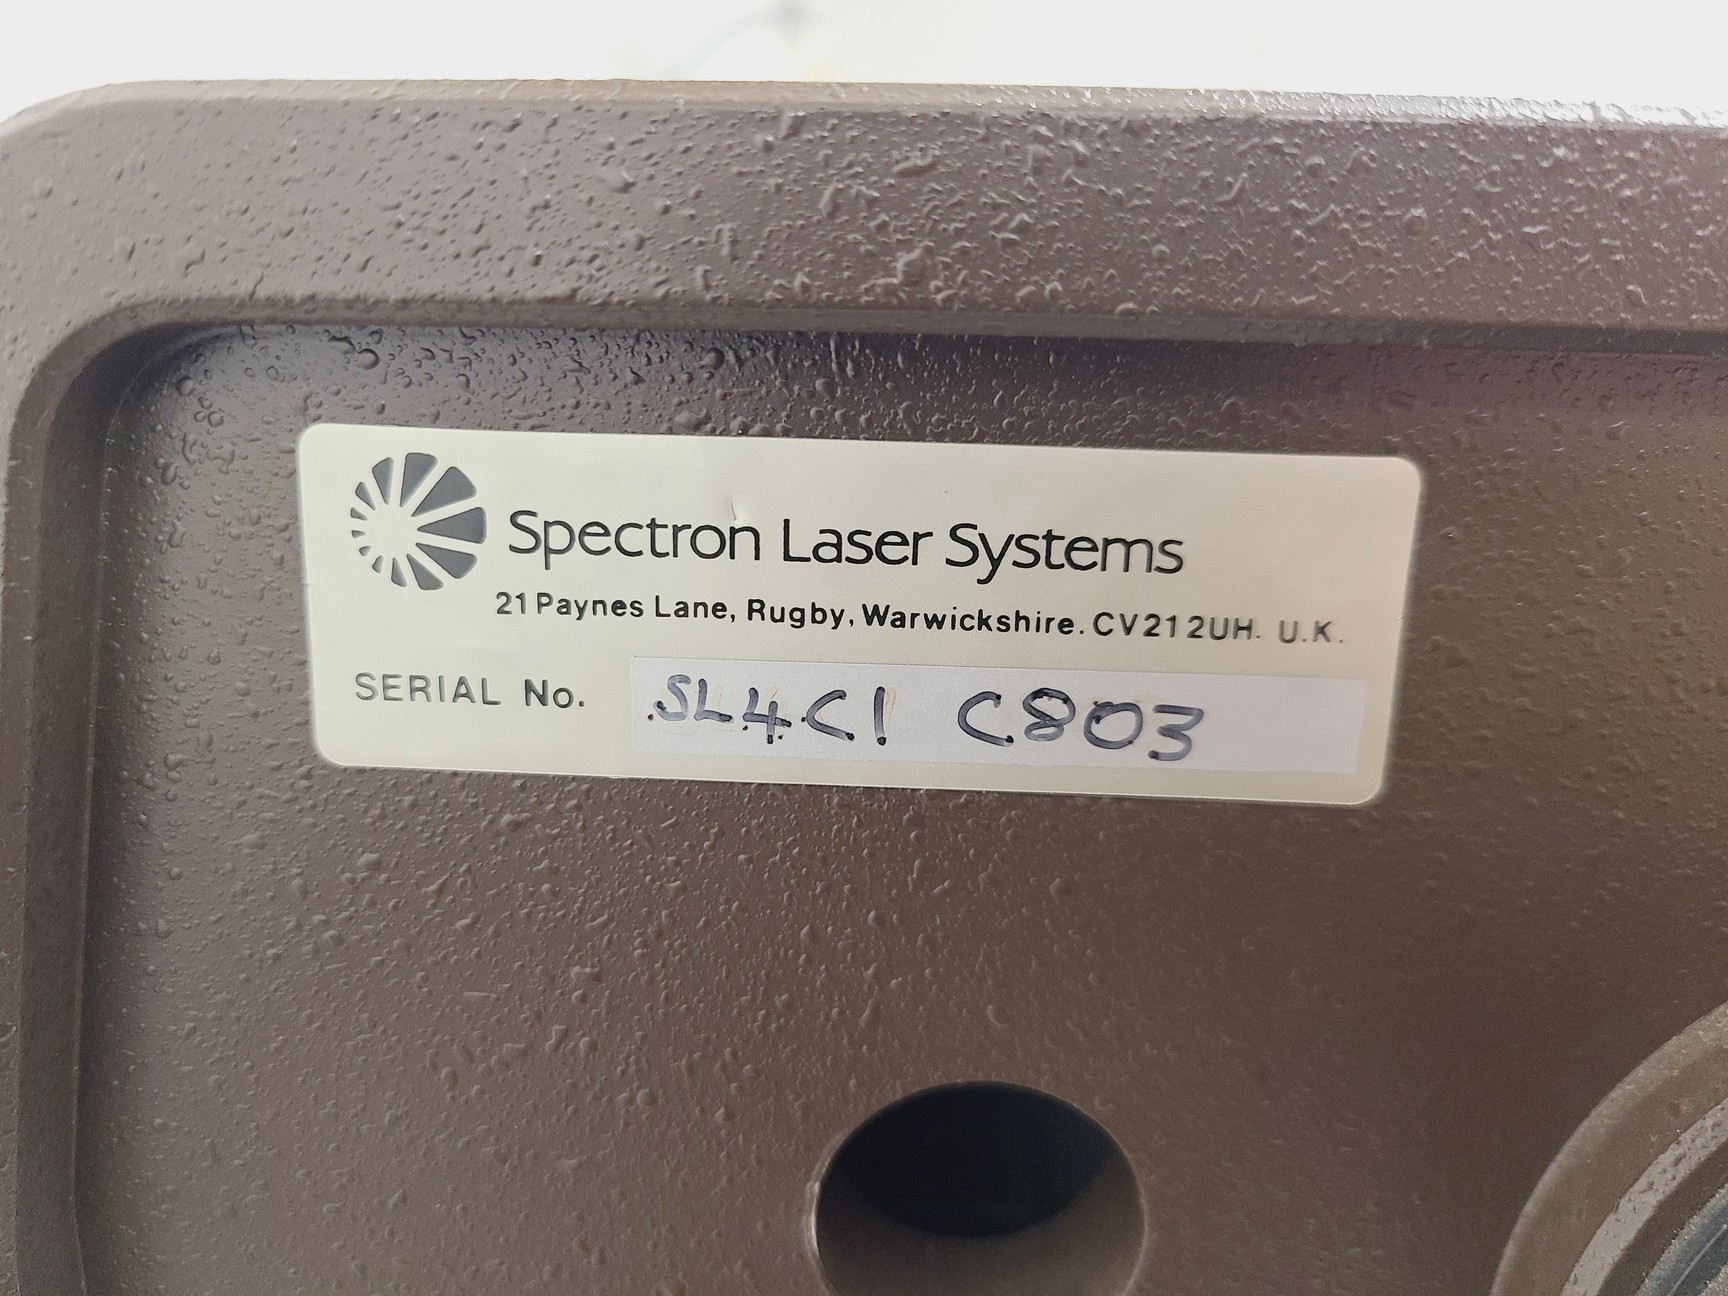 Spectron Laser Systems
21 Paynes Lane, Rugby, Warwickshire. CV21 2UH. U.K.
SERIAL No. SL4C1 C803